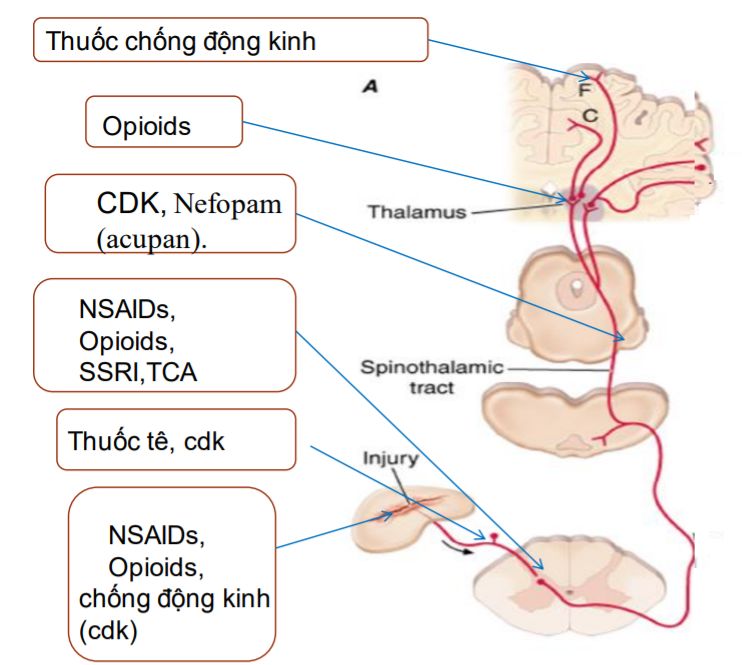 Thuốc chống động kinh
A
F
C
Opioids
CDK, Nefopam
(acupan).
Thalamus
NSAIDs,
Opioids,
SSRI,TCA
Spinothalamic
tract
Thuốc tê, cdk
Injury
NSAIDs,
Opioids,
chống động kinh
(cdk)